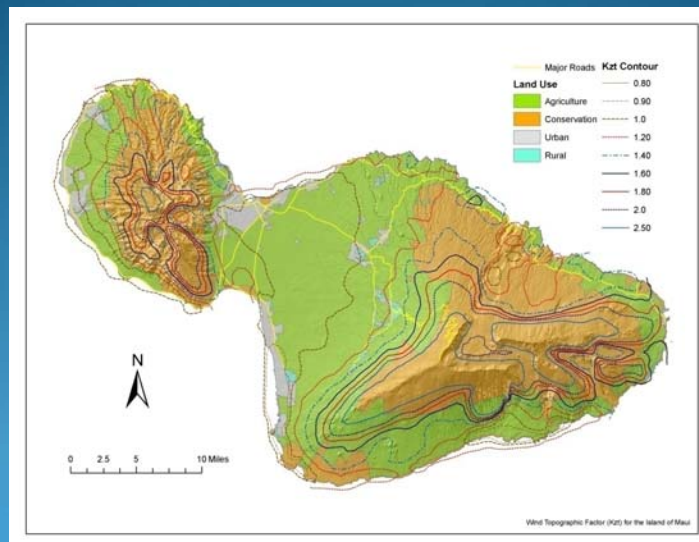 Major Roads
Land Use
Agriculture
Conservation
Urban
Rural
Kzt Contour
0.80
0.90
1.0
1.20
1.40
1.60
1.80
2.0
2.50
N
0 2.5 5 10 Miles
Wind Topographic Factor (Kzt) for the Island of Maui